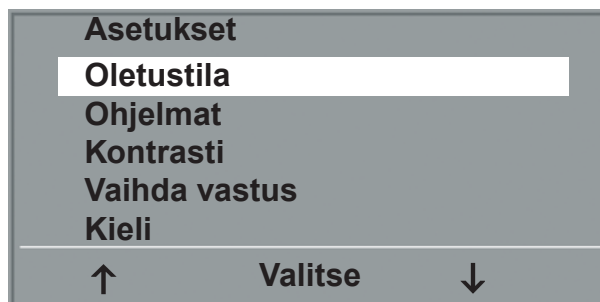 Asetukset
Oletustila
Ohjelmat
Kontrasti
Vaihda vastus
Kieli
↑ Valitse ↓